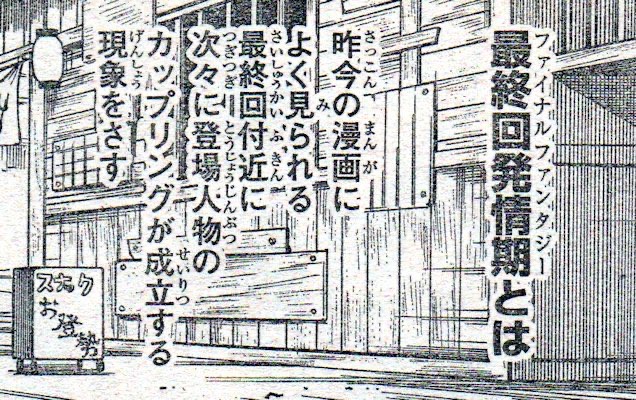 最終回発情期とは
ファイナルファンタジー
昨今の漫画に
さっこん まんが
よく見られる
み
最終回付近に
さいしゅうかいふきん
次々に登場人物の
つぎつぎ とうじょうじんぶつ
カップリングが成立する
せいりつ
現象をさす
げんしょう
スナック
お登勢